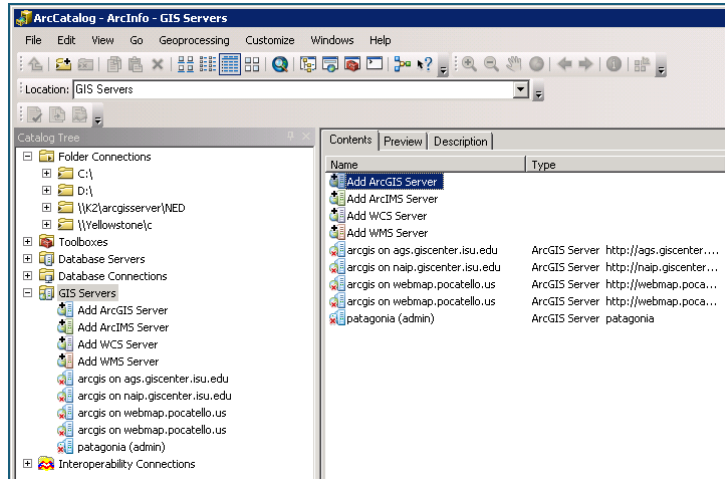 ArcCatalog - ArcInfo - GIS Servers
File Edit View Go Geoprocessing Customize Windows Help
Location: GIS Servers
Catalog Tree
Folder Connections
C:\
D:\
\\K2\arcgisserver\NED
\\Yellowstone\c
Toolboxes
Database Servers
Database Connections
GIS Servers
Add ArcGIS Server
Add ArcIMS Server
Add WCS Server
Add WMS Server
arcgis on ags.giscenter.isu.edu
arcgis on naip.giscenter.isu.edu
arcgis on webmap.pocatello.us
arcgis on webmap.pocatello.us
patagonia (admin)
Interoperability Connections
Contents Preview Description
Name Type
Add ArcGIS Server
Add ArcIMS Server
Add WCS Server
Add WMS Server
arcgis on ags.giscenter.isu.edu ArcGIS Server http://ags.giscenter....
arcgis on naip.giscenter.isu.edu ArcGIS Server http://naip.giscenter...
arcgis on webmap.pocatello.us ArcGIS Server http://webmap.poca...
arcgis on webmap.pocatello.us ArcGIS Server http://webmap.poca...
patagonia (admin) ArcGIS Server patagonia